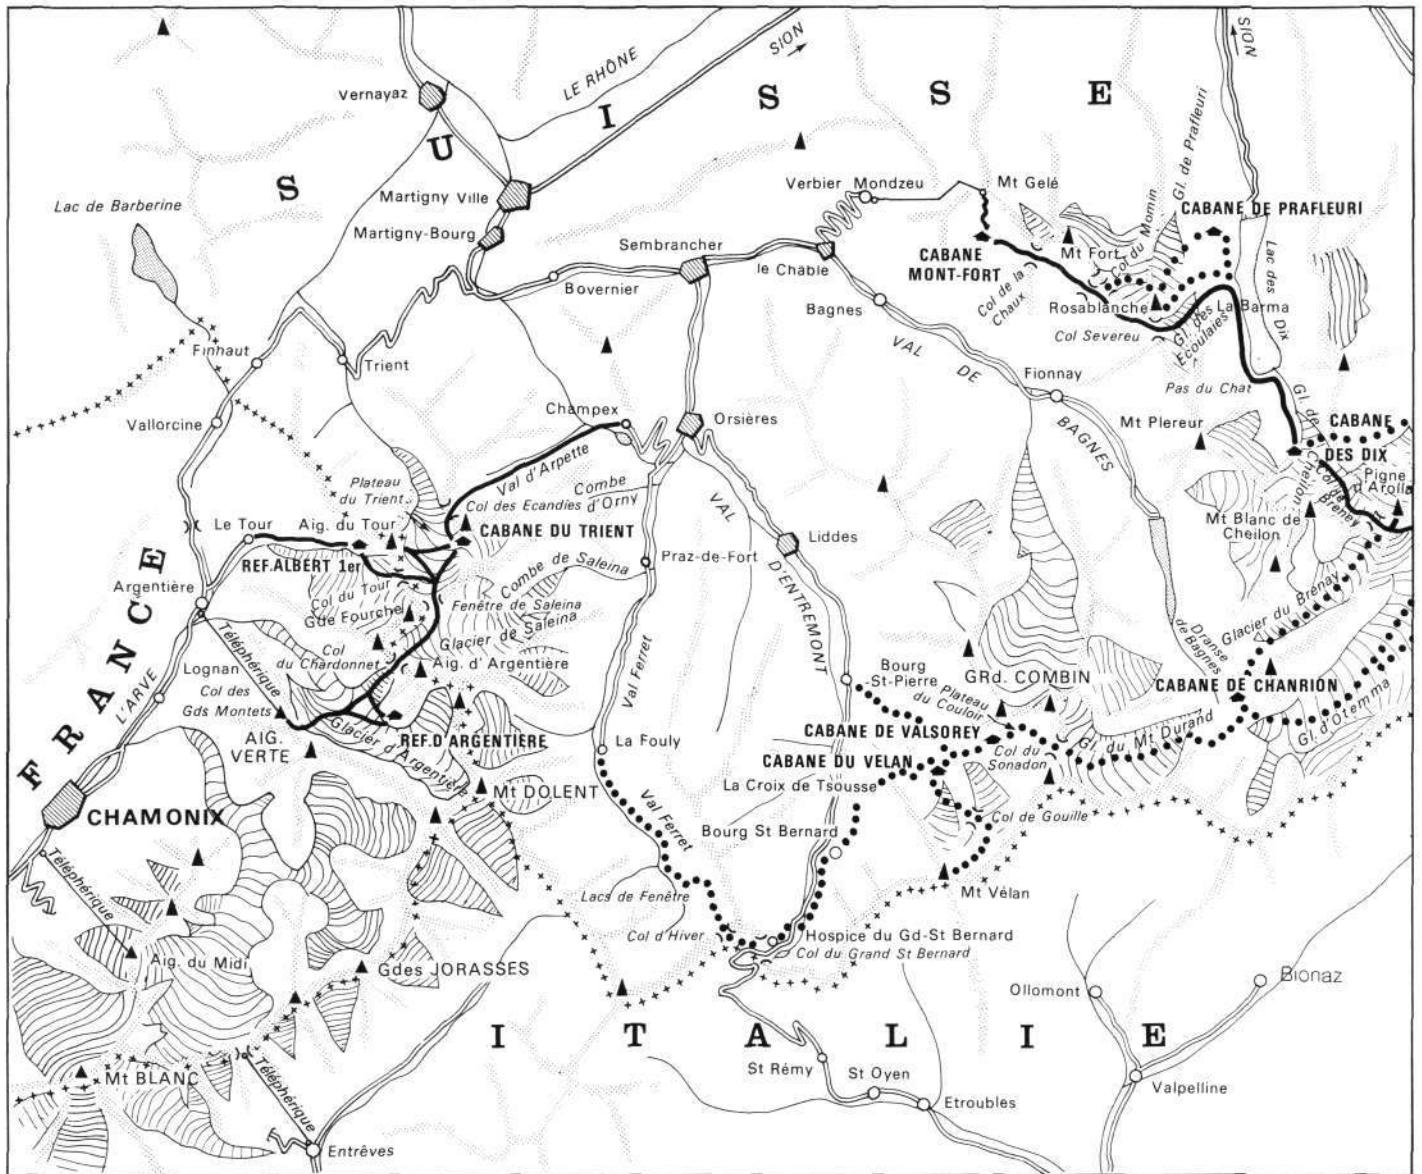 SION
SION
LE RHÔNE
Vernayaz
SUISSE
Martigny Ville
Lac de Barberine
Martigny-Bourg
Verbier
Mondzeu
Mt Gelé
Gl. de Prafleuri
CABANE DE PRAFLEURI
Sembrancher
le Chable
CABANE
MONT-FORT
Mt Fort
Col du Momin
Lac des Dix
Bovernier
Bagnes
Col de la
Chaux
Rosablanche
La Barma
Gl. des
Ecoulaies
Col Severeu
Finhaut
Trient
VAL DE BAGNES
Fionnay
Pas du Chat
Vallorcine
Champex
Orsières
Mt Plereur
Gl. de
Cheilon
CABANE
DES DIX
Val d'Arpette
Plateau
du Trient
Col des Ecandies
Combe
d'Orny
Col de
Brenay
Pigne
d'Arolla
Le Tour
Aig. du Tour
CABANE DU TRIENT
VAL D'ENTREMONT
Liddes
Mt Blanc de
Cheilon
REF. ALBERT 1er
Combe de Saleina
Praz-de-Fort
Argentière
Col du Tour
Gde Fourche
Fenêtre de Saleina
Glacier de
Saleina
Glacier du Brenay
FRANCE
Téléphérique
Lognan
Col
du Chardonnet
Aig. d'Argentière
Val Ferret
Dranse
de Bagnes
L'ARVE
Col des
Gds Montets
Bourg
-St-Pierre
Plateau
du Couloir
GRd. COMBIN
CABANE DE CHANRION
AIG.
VERTE
REF. D'ARGENTIÈRE
Glacier d'Argentière
La Fouly
CABANE DE VALSOREY
Col du
Sonadon
Gl. du Mt Durand
Gl. d'Otemma
CABANE DU VELAN
Mt DOLENT
La Croix de Tsousse
Val Ferret
Col de Gouille
CHAMONIX
Bourg St Bernard
Téléphérique
Lacs de Fenêtre
Mt Vélan
Col d'Hiver
Hospice du Gd-St Bernard
Col du Grand St Bernard
Aig. du Midi
Gdes JORASSES
Ollomont
Bionaz
ITALIE
Mt BLANC
Téléphérique
St Rémy
St Oyen
Etroubles
Valpelline
Entrêves